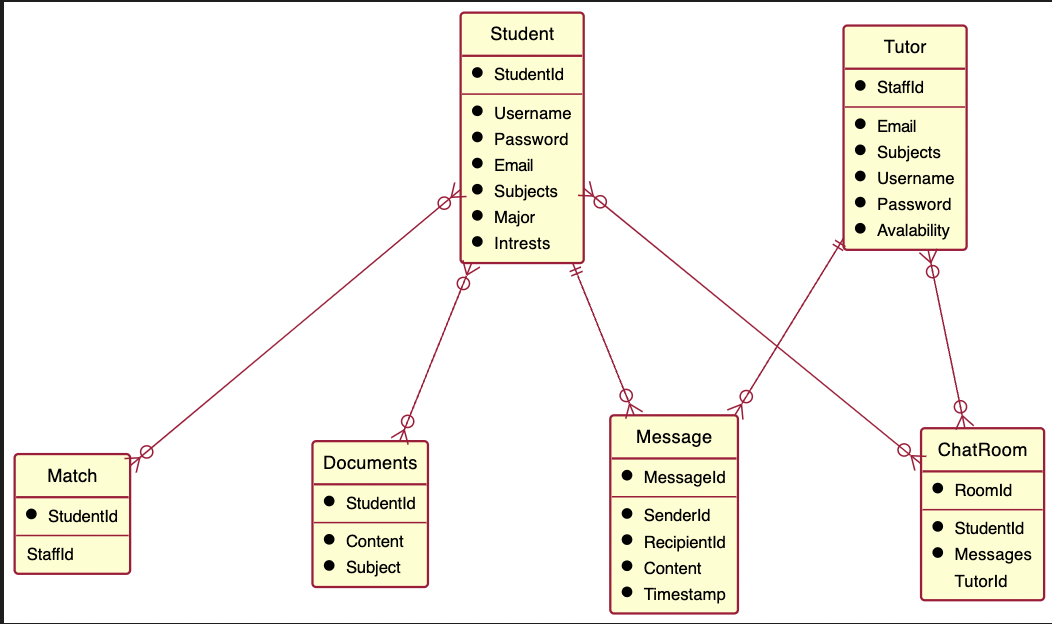 Student
StudentId
Username
Password
Email
Subjects
Major
Intrests
Tutor
StaffId
Email
Subjects
Username
Password
Avalability
Match
StudentId
StaffId
Documents
StudentId
Content
Subject
Message
MessageId
SenderId
RecipientId
Content
Timestamp
ChatRoom
RoomId
StudentId
Messages
TutorId